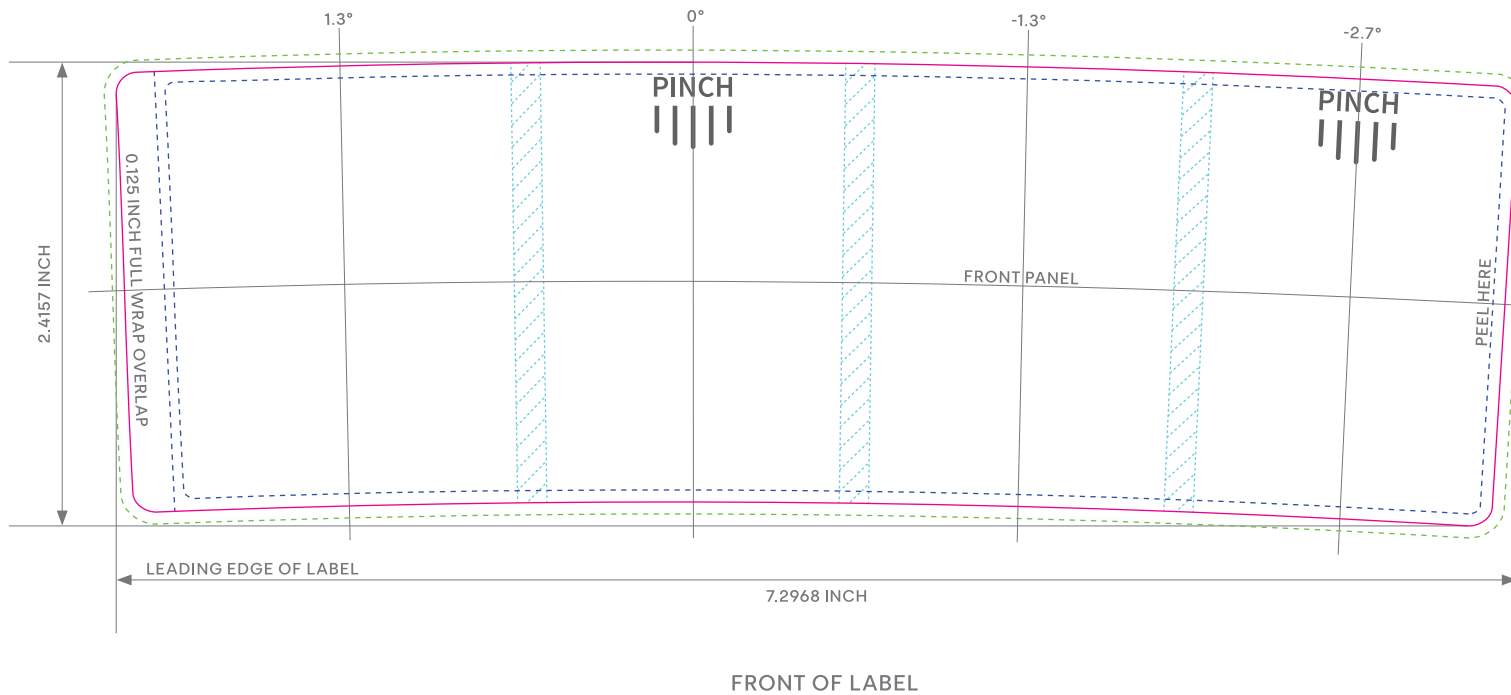 1.3°
0°
-1.3°
-2.7°
PINCH
PINCH
0.125 INCH FULL WRAP OVERLAP
2.4157 INCH
FRONT PANEL
PEEL HERE
LEADING EDGE OF LABEL
7.2968 INCH
FRONT OF LABEL